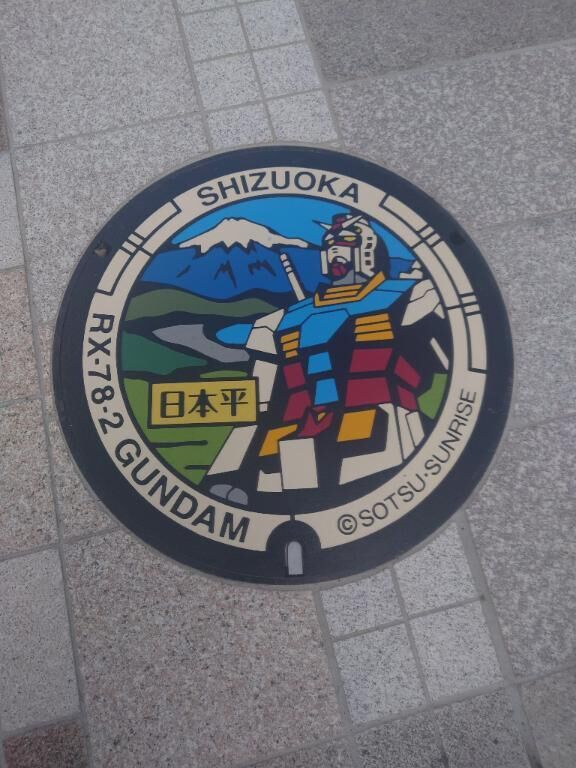 SHIZUOKA
日本平
RX-78-2 GUNDAM
©SOTSU·SUNRISE